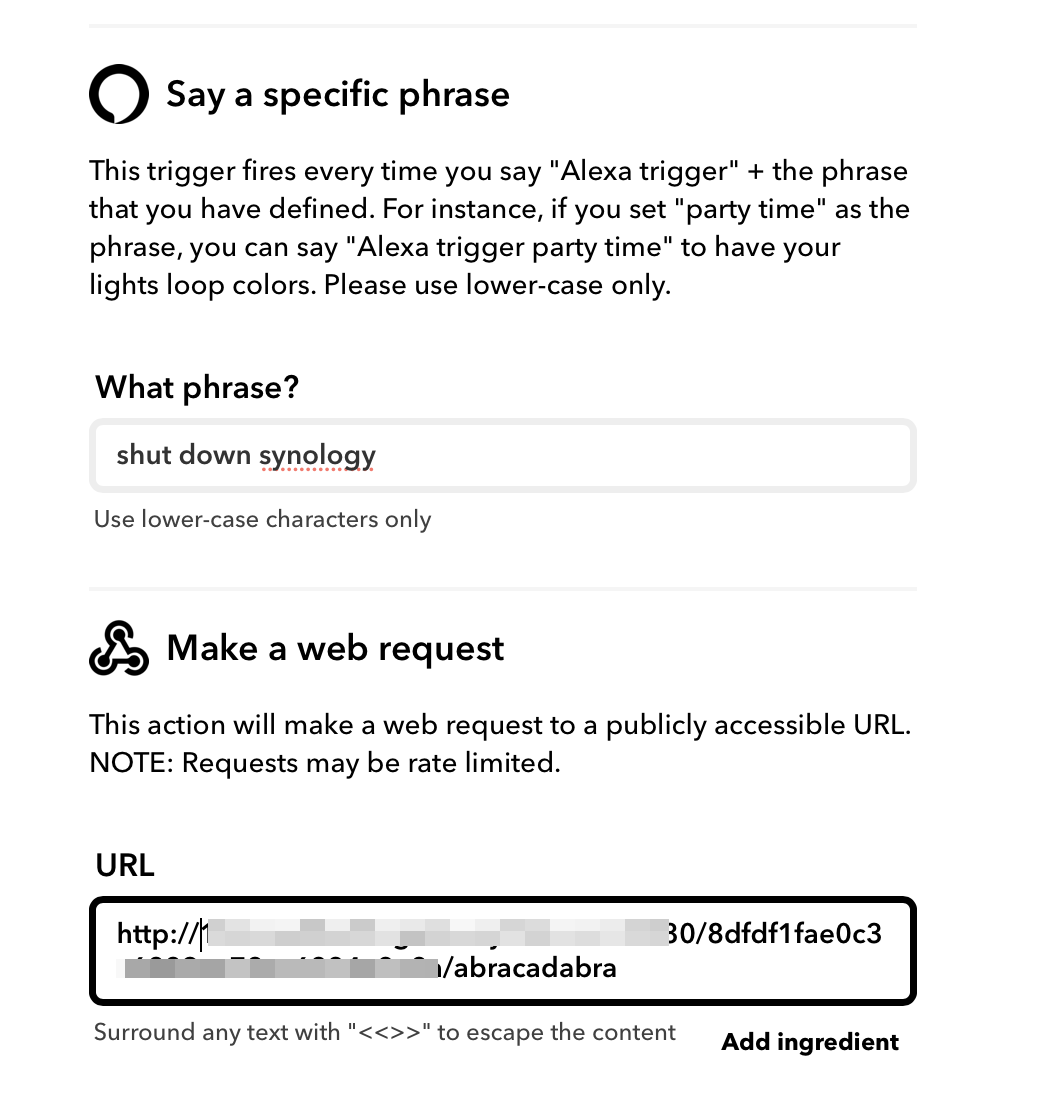 Say a specific phrase
This trigger fires every time you say "Alexa trigger" + the phrase
that you have defined. For instance, if you set "party time" as the
phrase, you can say "Alexa trigger party time" to have your
lights loop colors. Please use lower-case only.
What phrase?
shut down synology
Use lower-case characters only
Make a web request
This action will make a web request to a publicly accessible URL.
NOTE: Requests may be rate limited.
URL
http:// 30/8dfdf1fae0c3
/abracadabra
Surround any text with "<<>>" to escape the content
Add ingredient